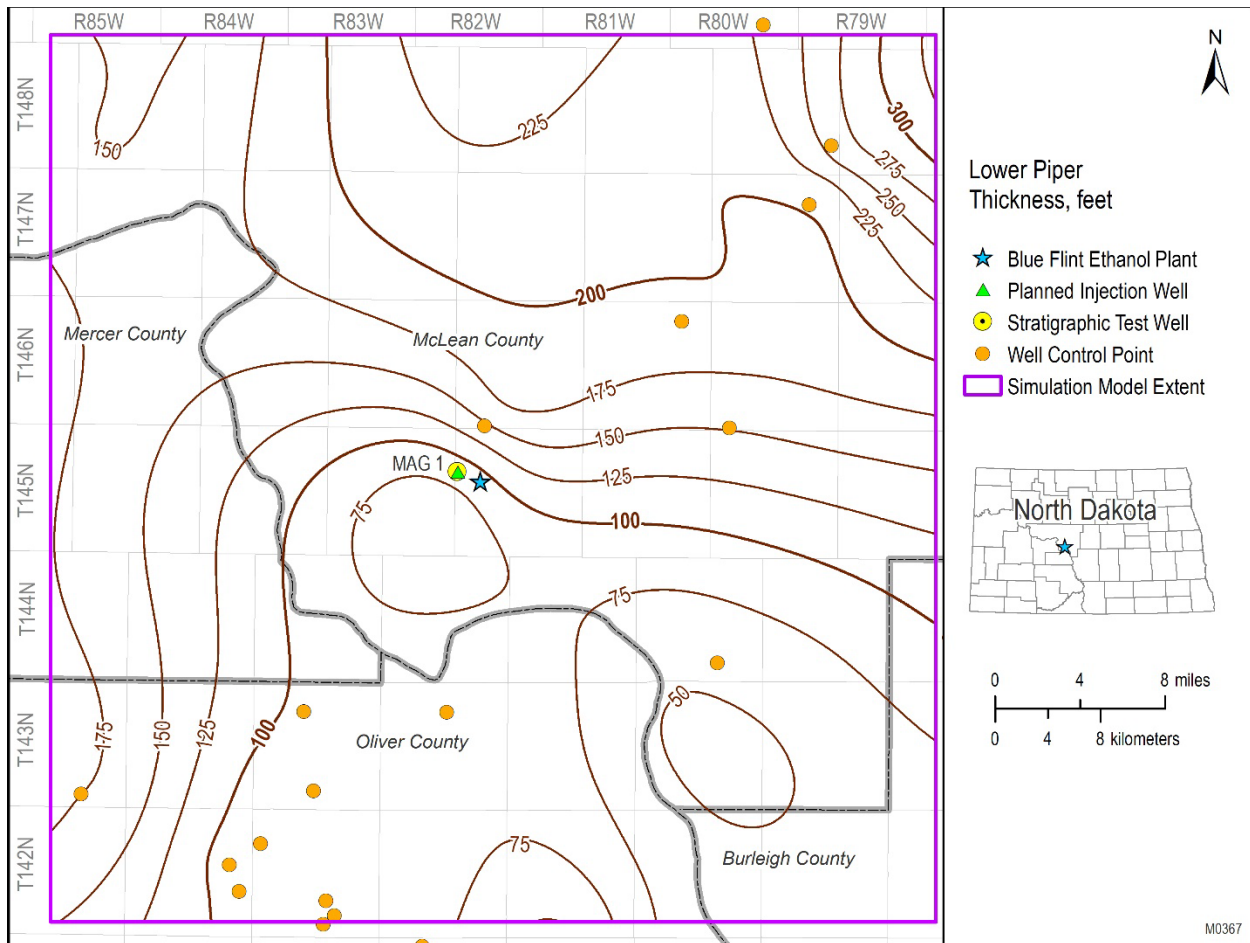 R85W R84W R83W R82W R81W R80W R79W
N
T148N
T147N
T146N
T145N
T144N
T143N
T142N
150
225
300
275
250
225
200
Mercer County
McLean County
175
150
125
100
MAG 1
75
75
50
175
150
125
100
Oliver County
75
Burleigh County
Lower Piper
Thickness, feet
Blue Flint Ethanol Plant
Planned Injection Well
Stratigraphic Test Well
Well Control Point
Simulation Model Extent
North Dakota
0 4 8 miles
0 4 8 kilometers
M0367